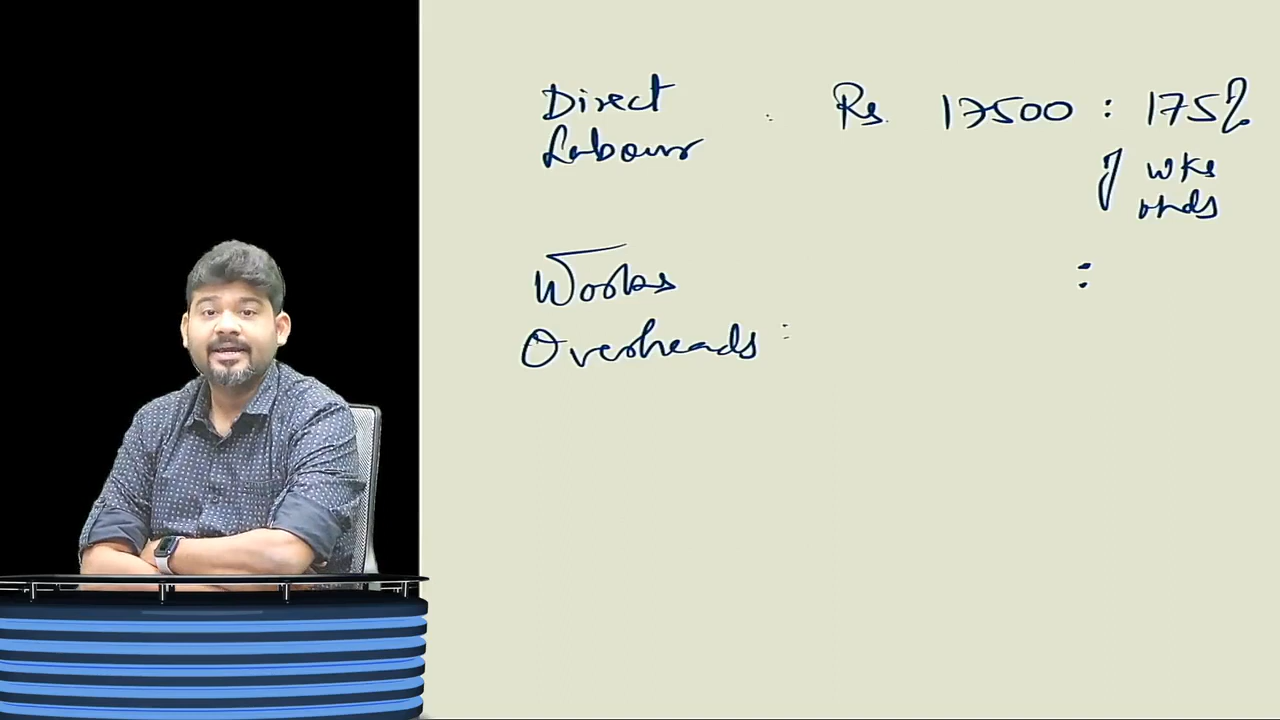 Direct
Labour : Rs. 17500 : 175%
of wks
ohds
Works :
Overheads :